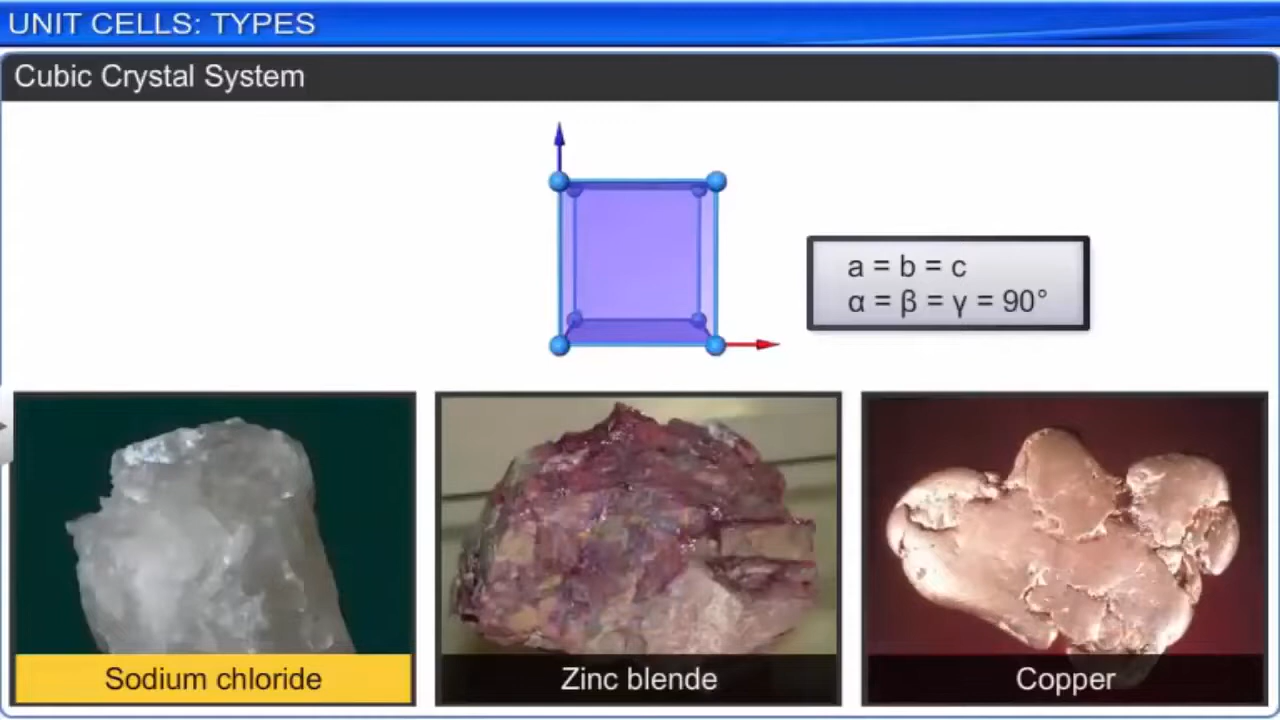 UNIT CELLS: TYPES
Cubic Crystal System
a = b = c
α = β = γ = 90°
Sodium chloride
Zinc blende
Copper